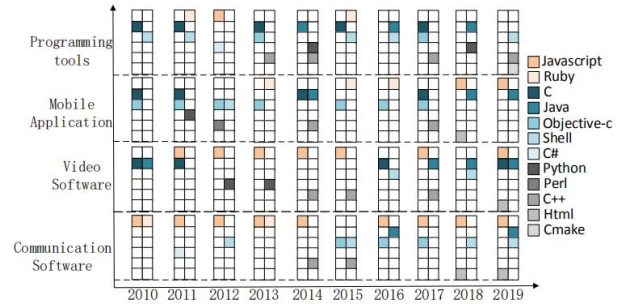 Programming
tools
Mobile
Application
Video
Software
Communication
Software
2010 2011 2012 2013 2014 2015 2016 2017 2018 2019
Javascript
Ruby
C
Java
Objective-c
Shell
C#
Python
Perl
C++
Html
Cmake